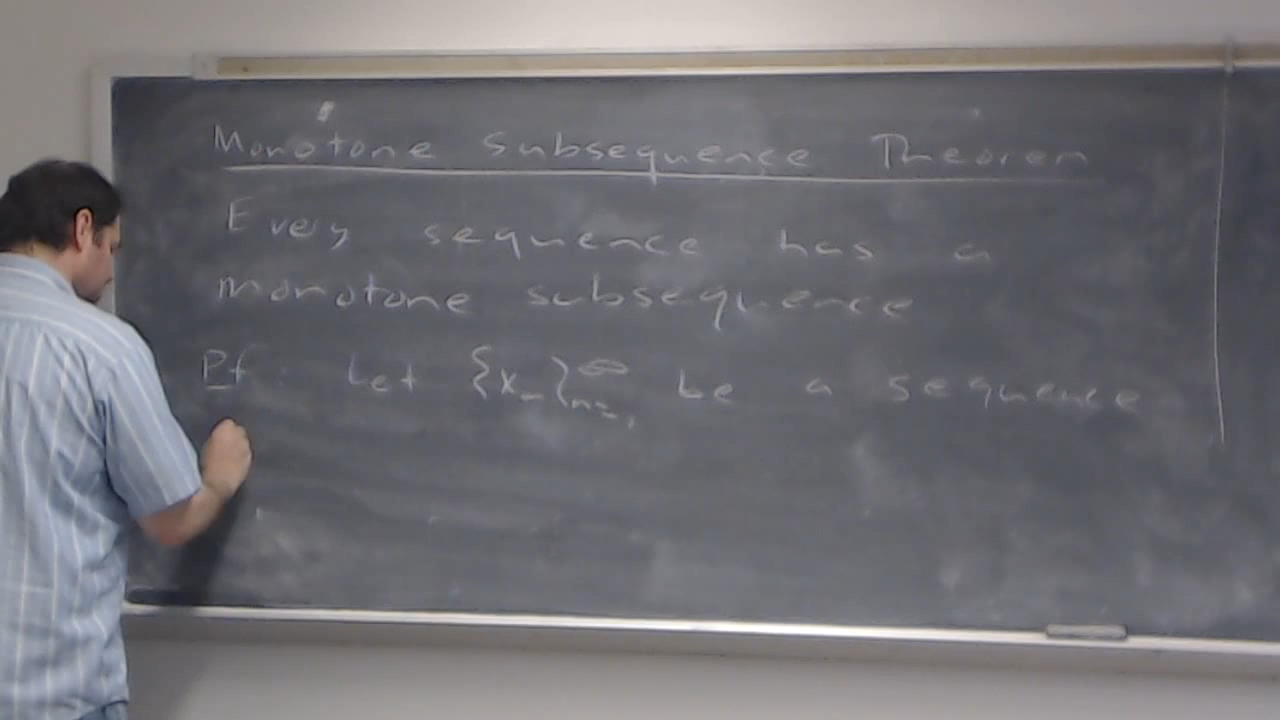 Monotone Subsequence Theorem
Every sequence has a
monotone subsequence
Pf: Let {x_n}_{n=1}^∞ be a sequence